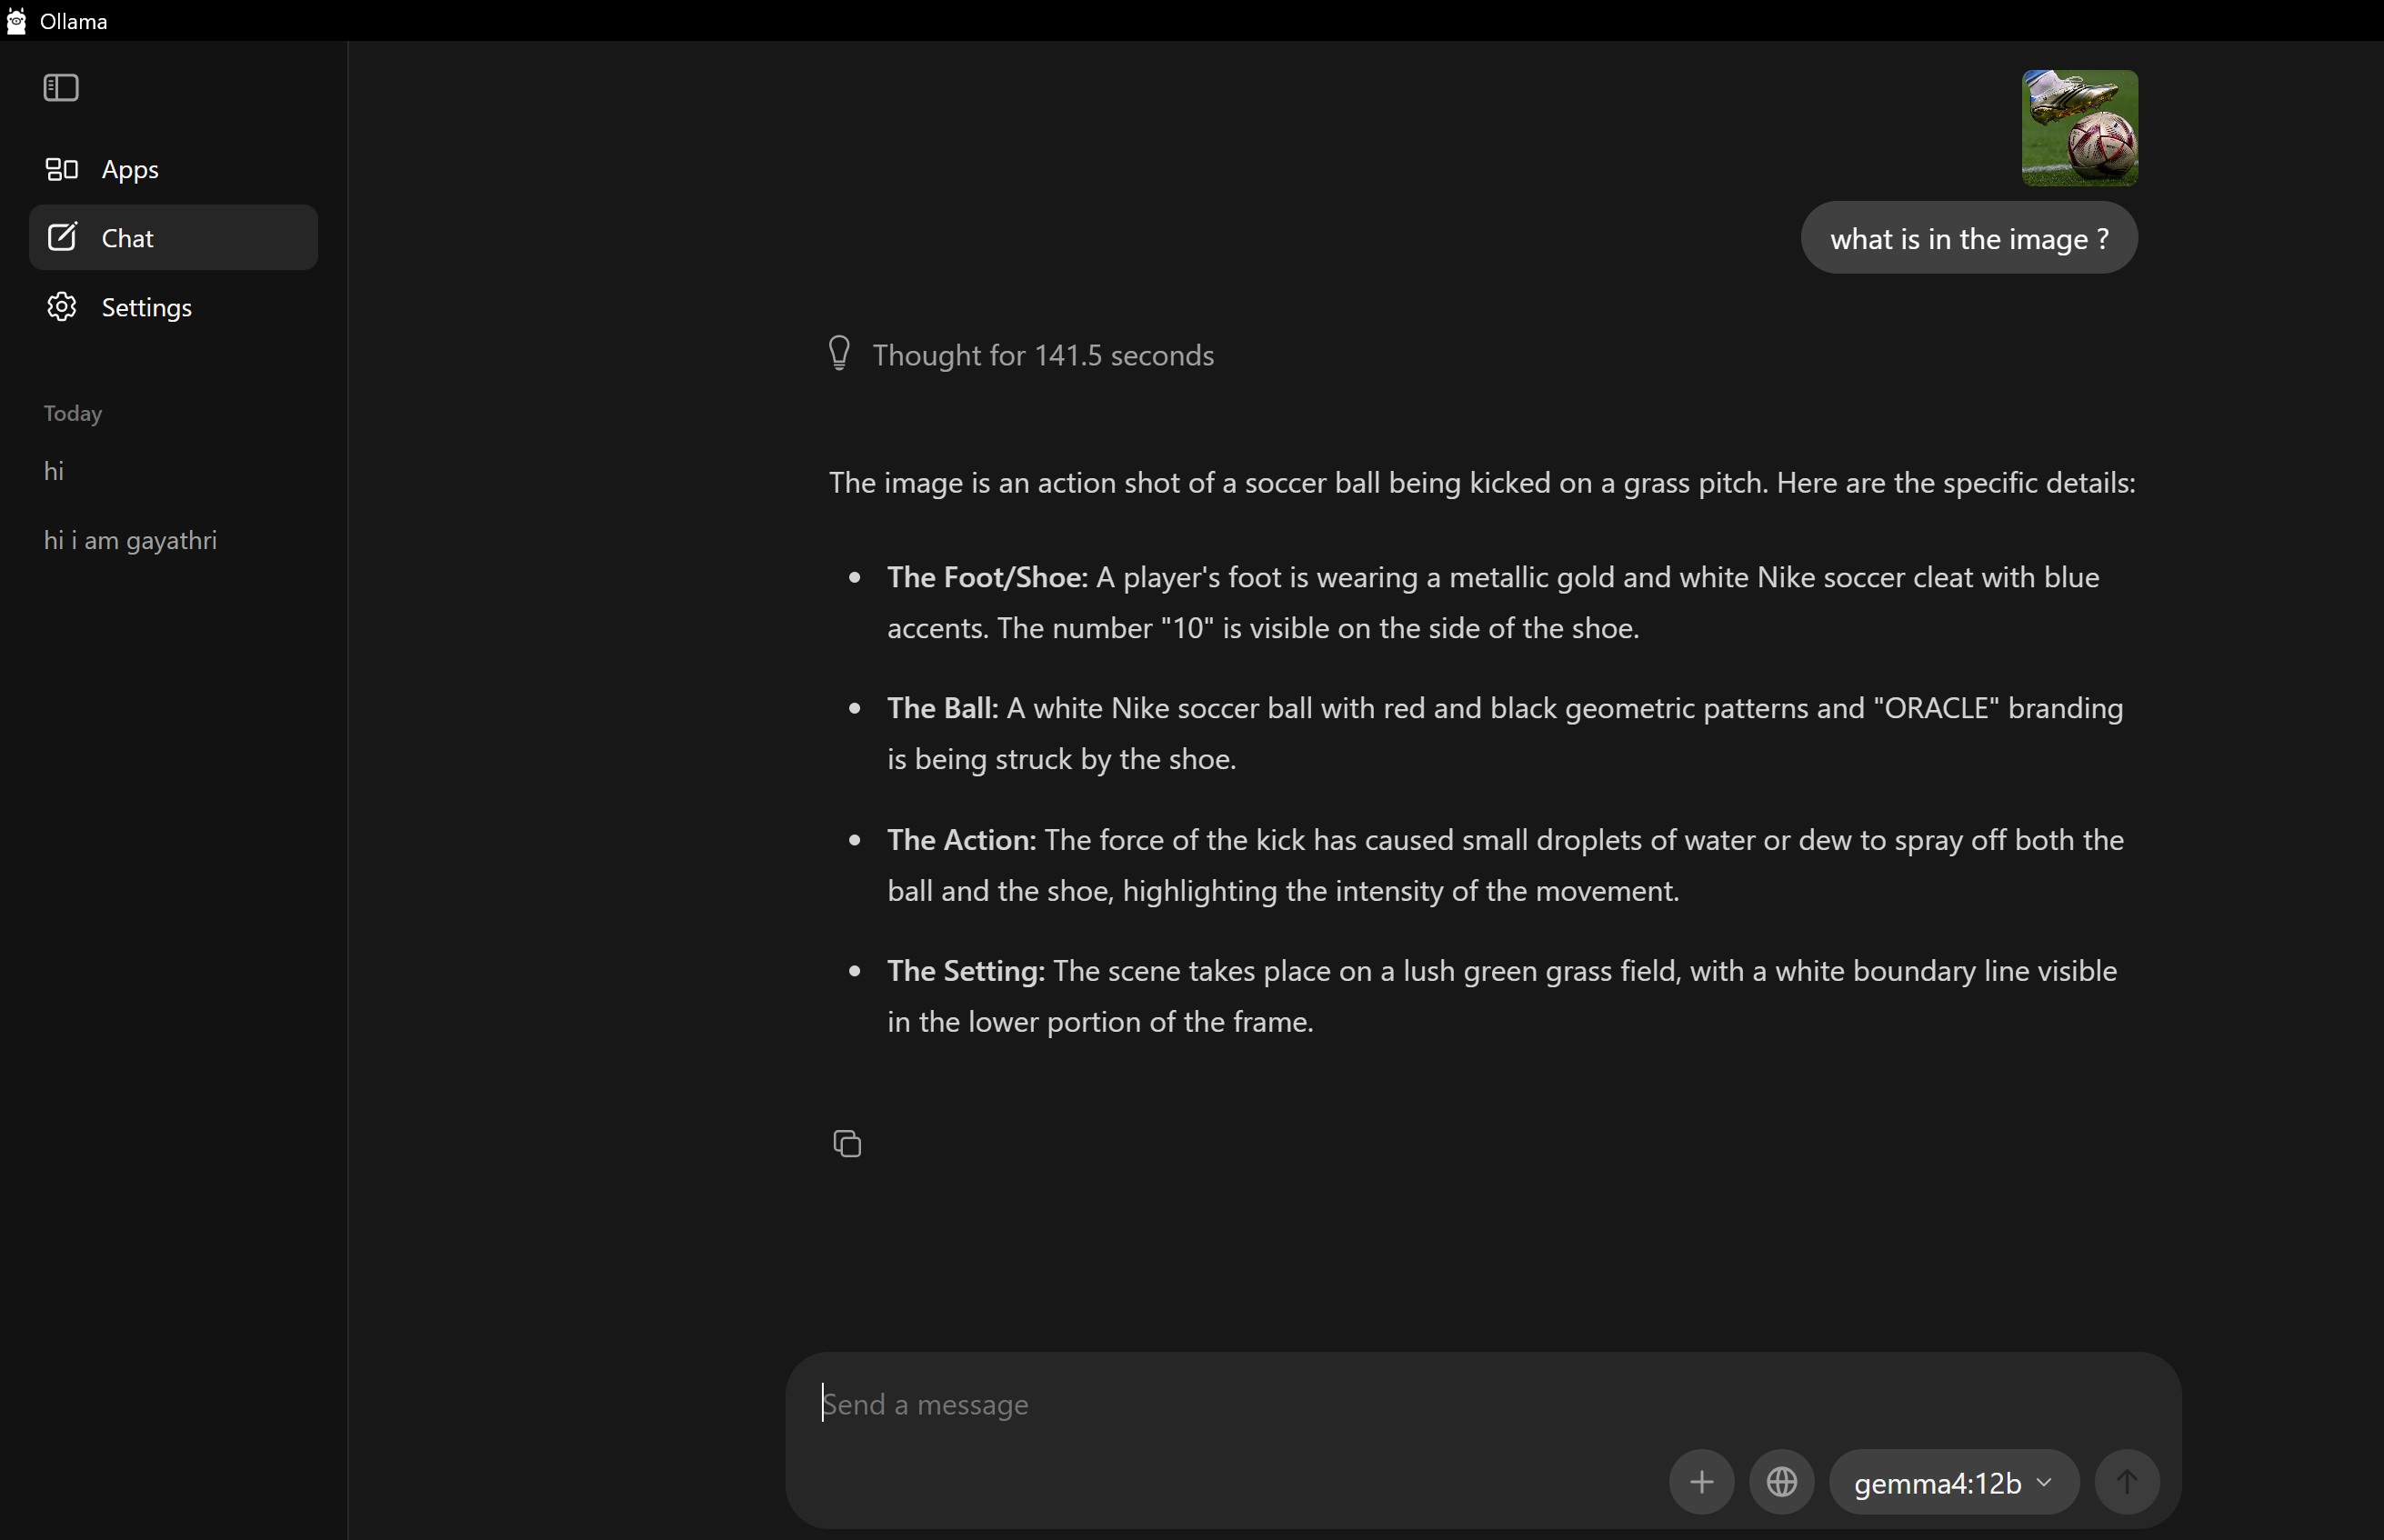 Ollama
Apps
Chat
Settings
Today
hi
hi i am gayathri
what is in the image ?
Thought for 141.5 seconds
The image is an action shot of a soccer ball being kicked on a grass pitch. Here are the specific details:
• The Foot/Shoe: A player's foot is wearing a metallic gold and white Nike soccer cleat with blue
accents. The number "10" is visible on the side of the shoe.
• The Ball: A white Nike soccer ball with red and black geometric patterns and "ORACLE" branding
is being struck by the shoe.
• The Action: The force of the kick has caused small droplets of water or dew to spray off both the
ball and the shoe, highlighting the intensity of the movement.
• The Setting: The scene takes place on a lush green grass field, with a white boundary line visible
in the lower portion of the frame.
Send a message
gemma4:12b